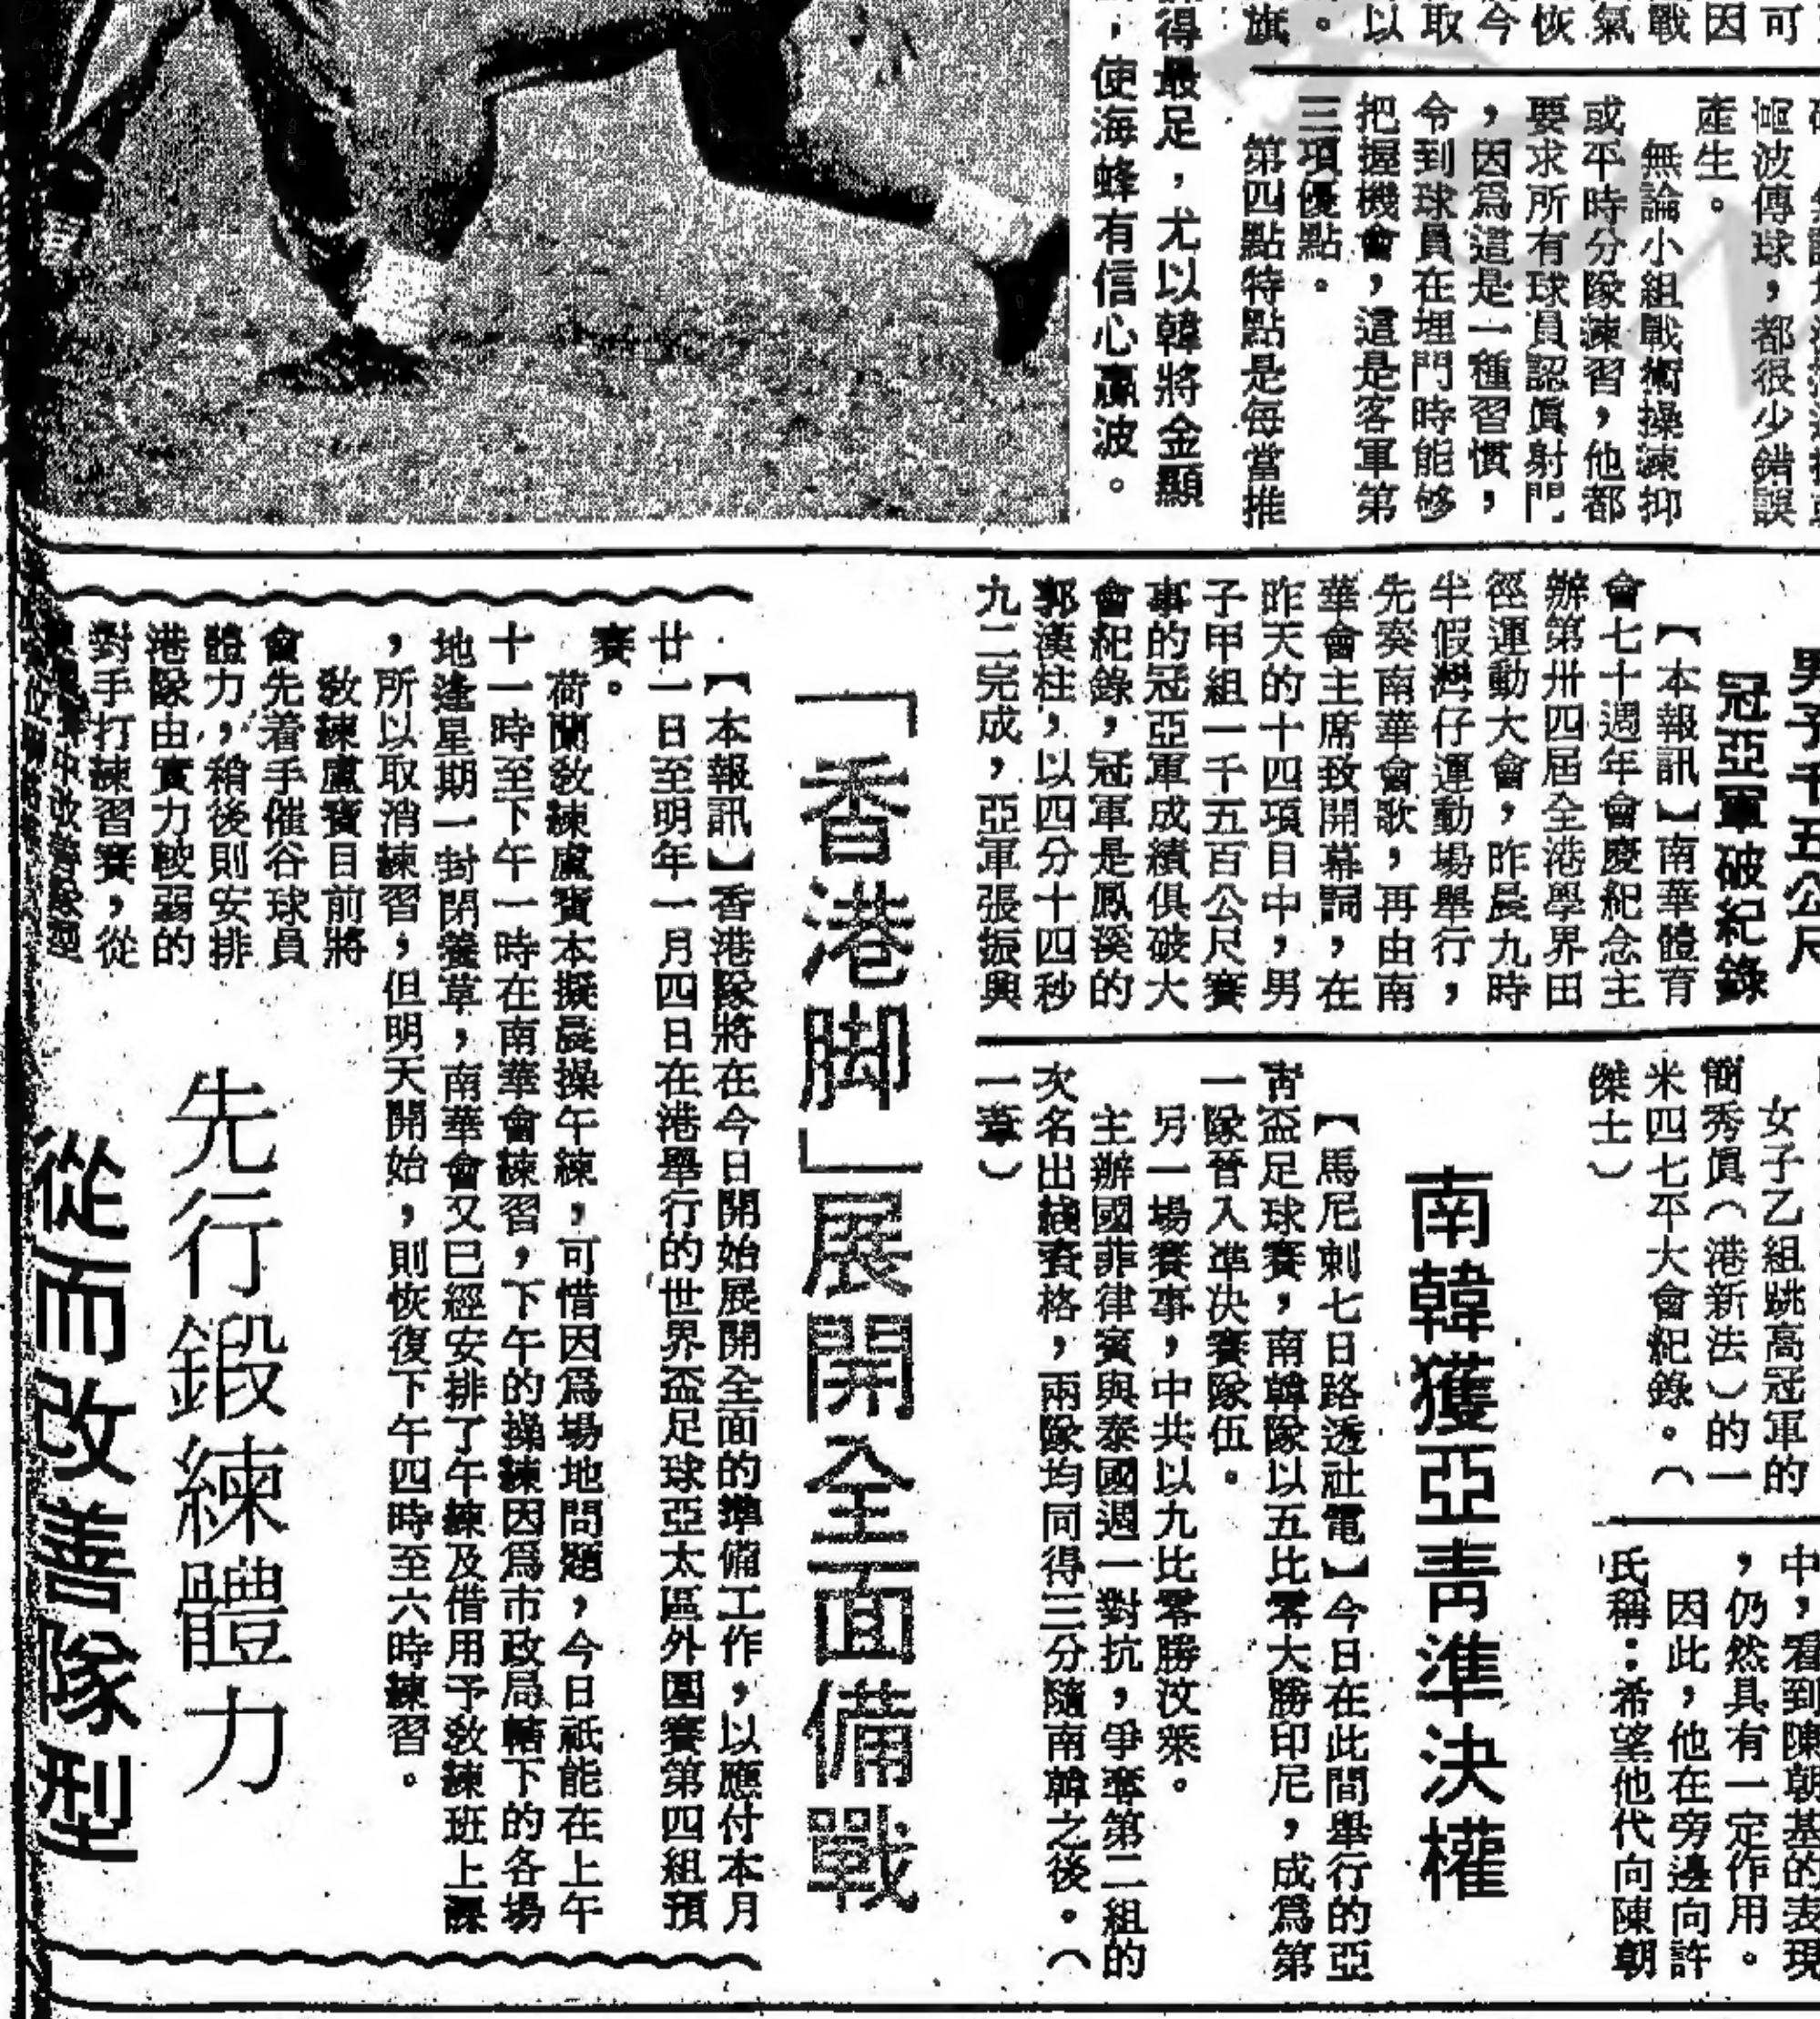 可
因
戰
氣
恢
今
取
以
。
旗
得最足，尤以韓將金顯
，使海蜂有信心贏波。
傳球，都很少錯誤
產生。
無論小組戰術操練抑
或平時分隊練習，他都
要求所有球員認眞射門
，因爲這是一種習慣，
令到球員在埋門時能够
把握機會，這是客軍第
三項優點。
第四點特點是每當推
男子千五公尺
冠亞軍破紀錄
【本報訊】南華體育
會七十週年會慶紀念主
辦第卅四屆全港學界田
徑運動大會，昨晨九時
半假灣仔運動場舉行，
先奏南華會歌，再由南
華會主席致開幕詞，在
昨天的十四項目中，男
子甲組一千五百公尺賽
事的冠亞軍成績俱破大
會紀錄，冠軍是鳳溪的
郭漢柱，以四分十四秒
九二完成，亞軍張振興
女子乙組跳高冠軍的
簡秀眞（港新法）的一
米四七平大會紀錄。（
傑士）
中，看到陳朝基的表現
，仍然具有一定作用。
因此，他在旁邊向許
氏稱：希望他代向陳朝
南韓獲亞靑準決權
【馬尼剌七日路透社電】今日在此間舉行的亞
靑盃足球賽，南韓隊以五比零大勝印尼，成爲第
一隊晉入準決賽隊伍。
另一場賽事，中共以九比零勝汶萊。
主辦國菲律賓與泰國週一對抗，爭奪第二組的
次名出綫資格，兩隊均同得三分隨南韓之後。（
一葦）
「香港脚」展開全面備戰
【本報訊】香港隊將在今日開始展開全面的準備工作，以應付本月
廿一日至明年一月四日在港舉行的世界盃足球亞太區外圍賽第四組預
賽。
荷蘭敎練盧寶本擬晨操午練，可惜因爲場地問題，今日祇能在上午
十一時至下午一時在南華會練習，下午的操練因爲市政局轄下的各場
地逢星期一封閉養草，南華會又已經安排了午練及借用予敎練班上課
，所以取消練習，但明天開始，則恢復下午四時至六時練習。
敎練盧寶目前將
會先着手催谷球員
體力，稍後則安排
港隊由實力較弱的
對手打練習賽，從
先行鍛練體力
從而改善隊型